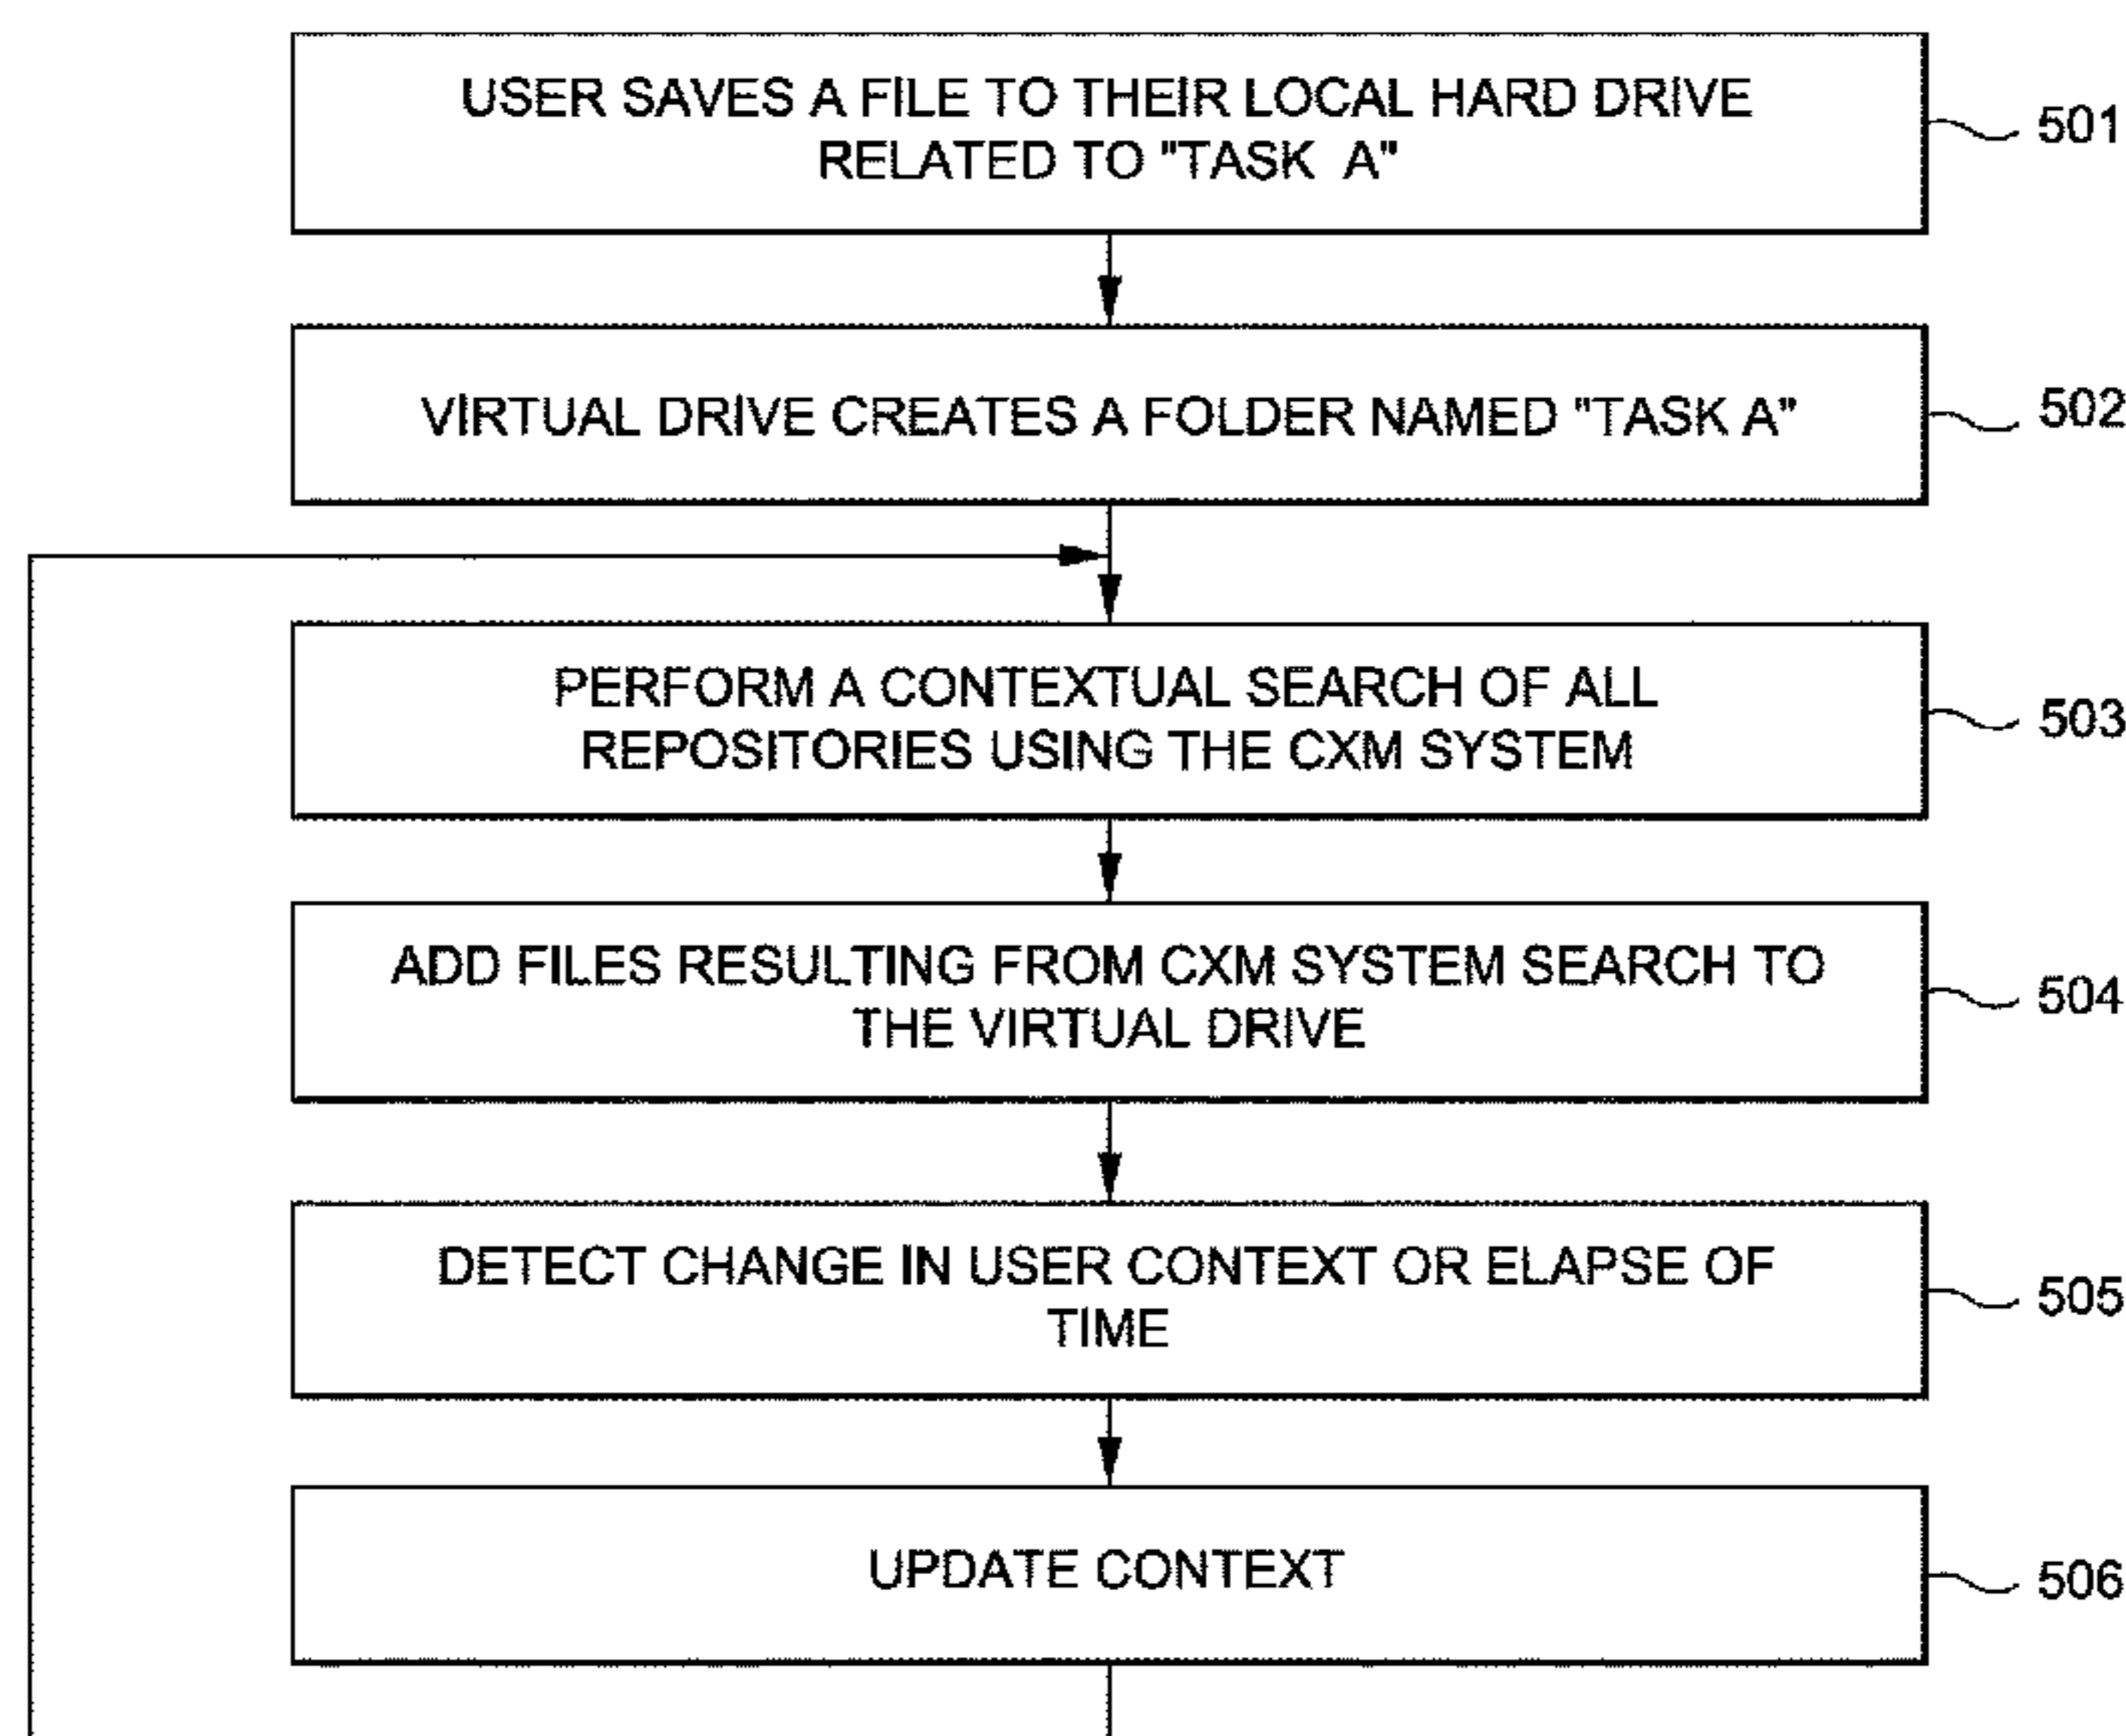 USER SAVES A FILE TO THEIR LOCAL HARD DRIVE
RELATED TO "TASK A"
501
VIRTUAL DRIVE CREATES A FOLDER NAMED "TASK A"
502
PERFORM A CONTEXTUAL SEARCH OF ALL
REPOSITORIES USING THE CXM SYSTEM
503
ADD FILES RESULTING FROM CXM SYSTEM SEARCH TO
THE VIRTUAL DRIVE
504
DETECT CHANGE IN USER CONTEXT OR ELAPSE OF
TIME
505
UPDATE CONTEXT
506